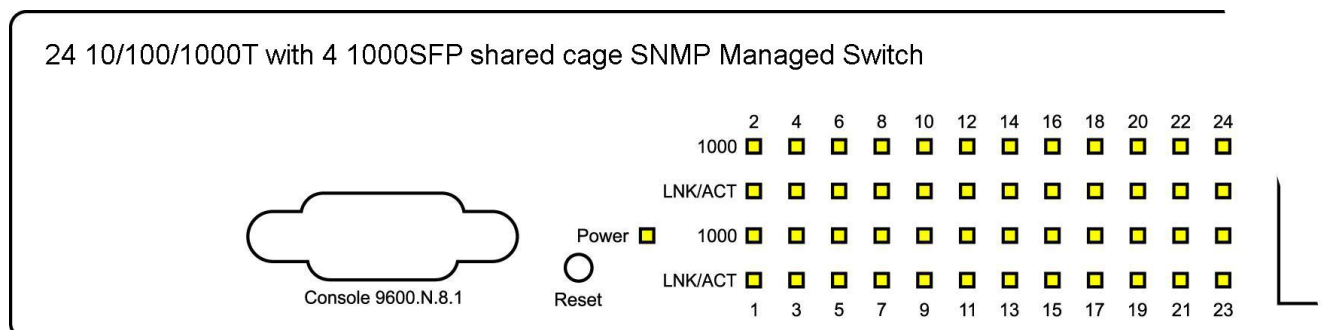 24 10/100/1000T with 4 1000SFP shared cage SNMP Managed Switch
2 4 6 8 10 12 14 16 18 20 22 24
1000
LNK/ACT
Power 1000
LNK/ACT
Console 9600.N.8.1
Reset
1 3 5 7 9 11 13 15 17 19 21 23